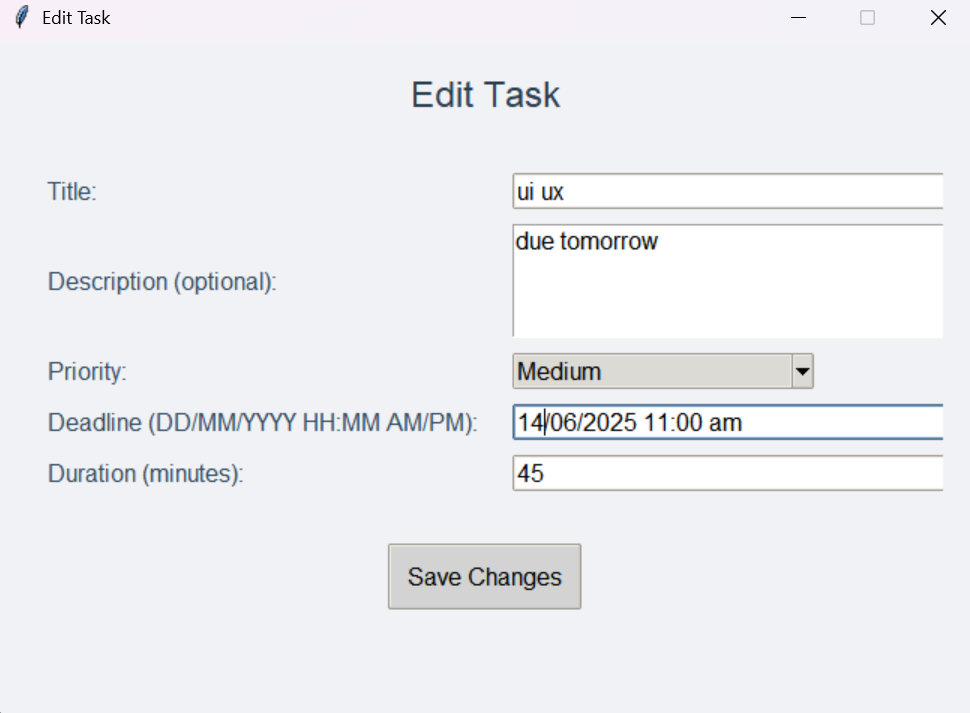 Edit Task
Edit Task
Title:
ui ux
Description (optional):
due tomorrow
Priority:
Medium
Deadline (DD/MM/YYYY HH:MM AM/PM):
14/06/2025 11:00 am
Duration (minutes):
45
Save Changes